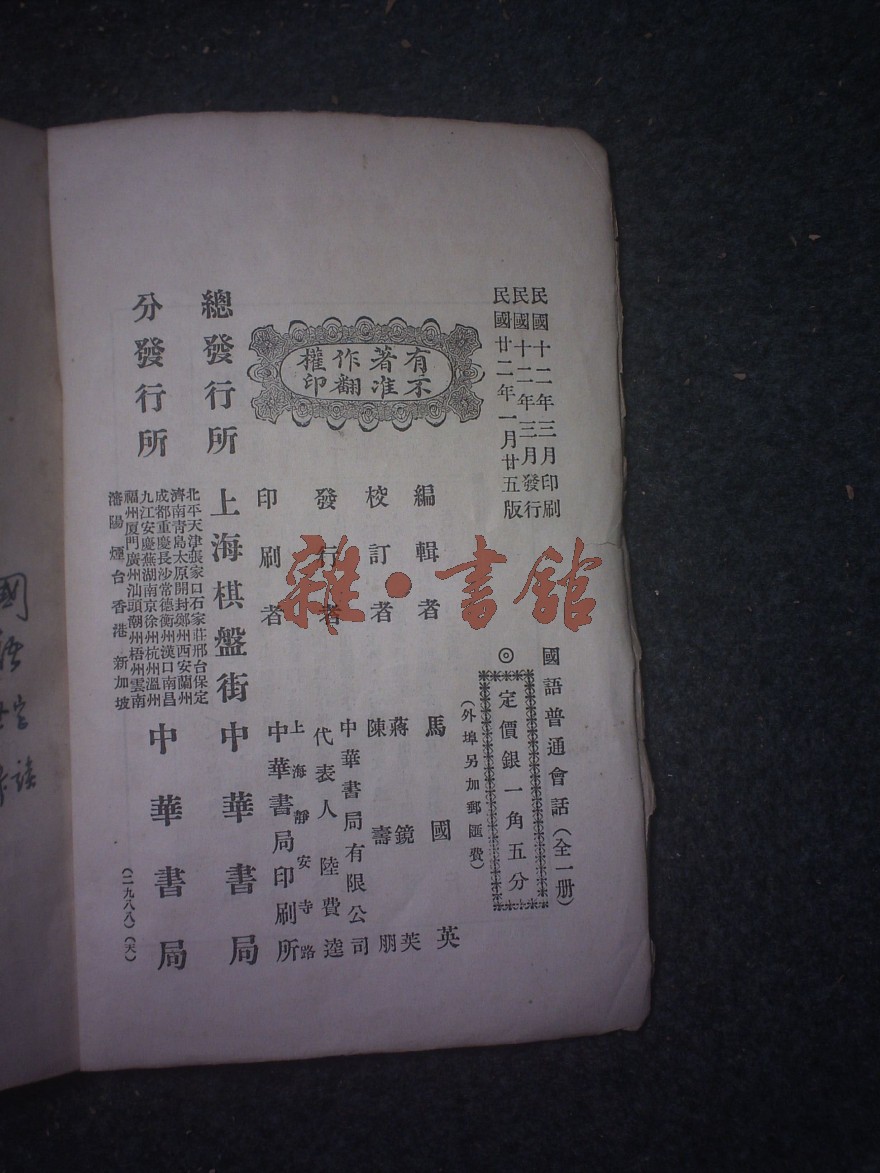 民國十二年三月印刷
民國十二年三月發行
民國廿二年一月廿五版
國語普通會話（全一册）
◎定價銀一角五分
（外埠另加郵匯費）
有著作權
不准翻印
編輯者 馬國英
校訂者 蔣鏡芙
陳壽朋
發行者 中華書局有限公司
代表人 陸費逵
印刷者 上海靜安寺路
中華書局印刷所
總發行所 上海棋盤街 中華書局
分發行所
北平天津張家口石家莊邢台保定
濟南青島太原開封鄭州西安蘭州
成都重慶長沙常德衡州漢口南昌
九江安慶蕪湖南京徐州杭州溫州
福州厦門廣州汕頭潮州梧州雲南
瀋陽煙台香港新加坡
中華書局
（二九八八）（天）
雜·書館
國語